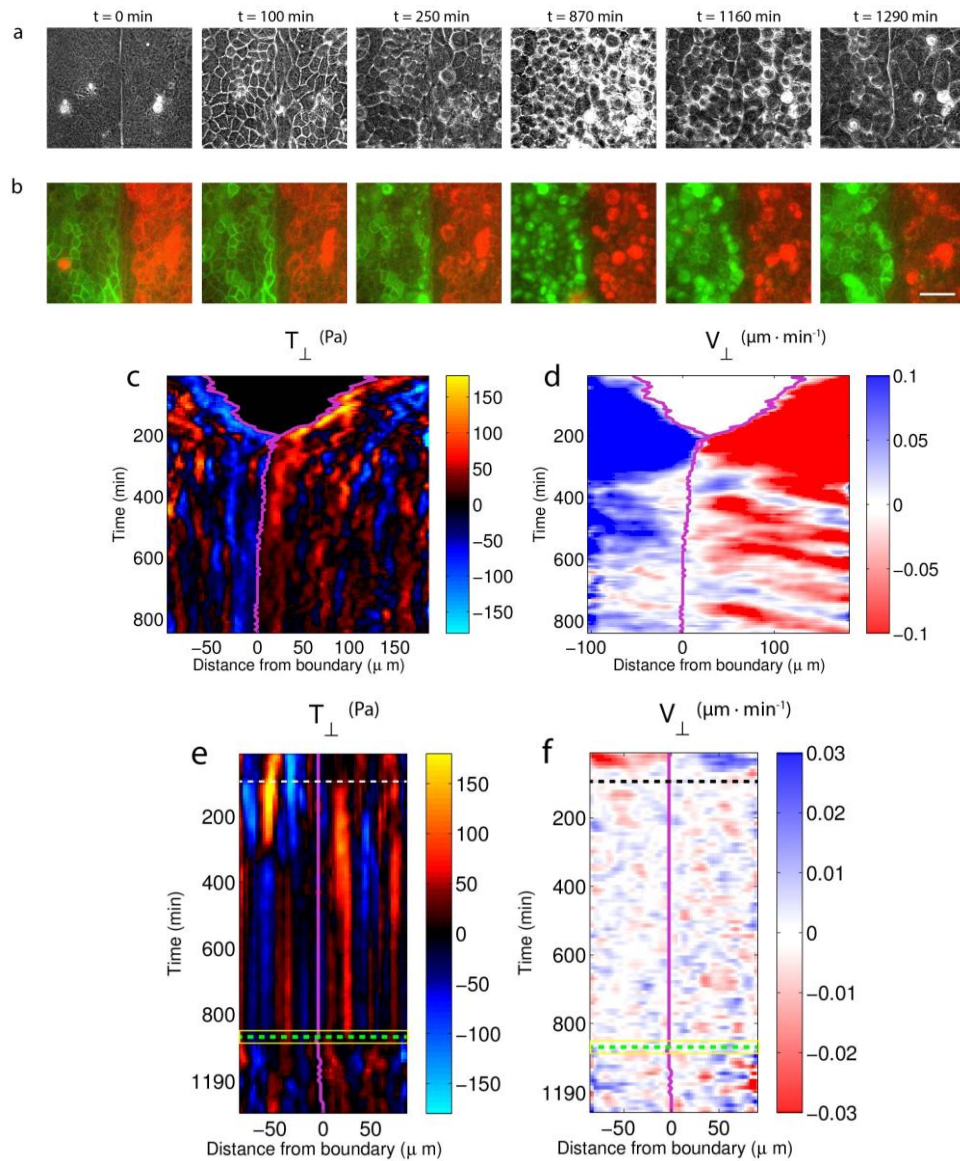 t = 0 min t = 100 min t = 250 min t = 870 min t = 1160 min t = 1290 min
a
b
T⊥ (Pa)
V⊥ (μm · min⁻¹)
c
150
100
50
0
−50
−100
−150
200
400
600
800
Time (min)
−50 0 50 100 150
Distance from boundary (μ m)
d
0.1
0.05
0
−0.05
−0.1
200
400
600
800
Time (min)
−100 0 100
Distance from boundary (μ m)
T⊥ (Pa)
V⊥ (μm · min⁻¹)
e
150
100
50
0
−50
−100
−150
200
400
600
800
1190
Time (min)
−50 0 50
Distance from boundary (μ m)
f
0.03
0.02
0.01
0
−0.01
−0.02
−0.03
200
400
600
800
1190
Time (min)
−50 0 50
Distance from boundary (μ m)